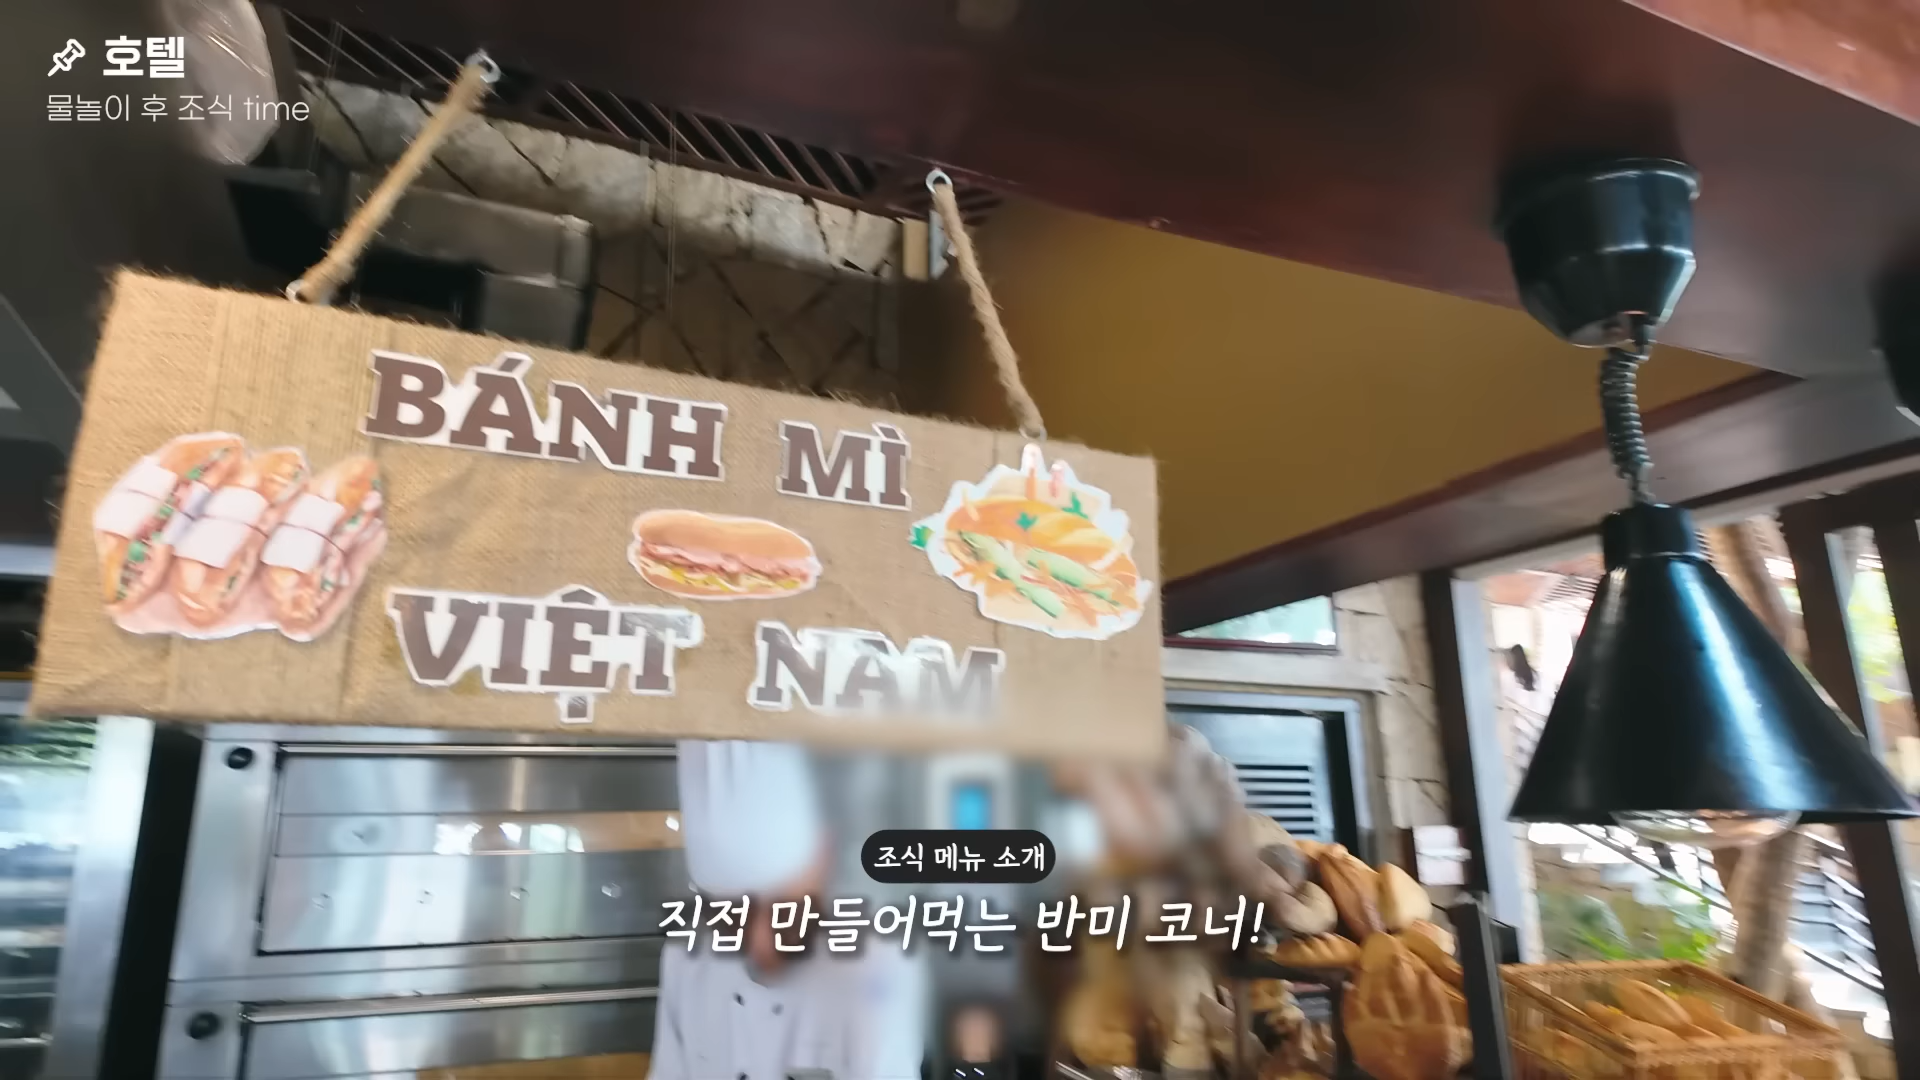 호텔
물놀이 후 조식 time
BÁNH MÌ
VIỆT NAM
조식 메뉴 소개
직접 만들어먹는 반미 코너!